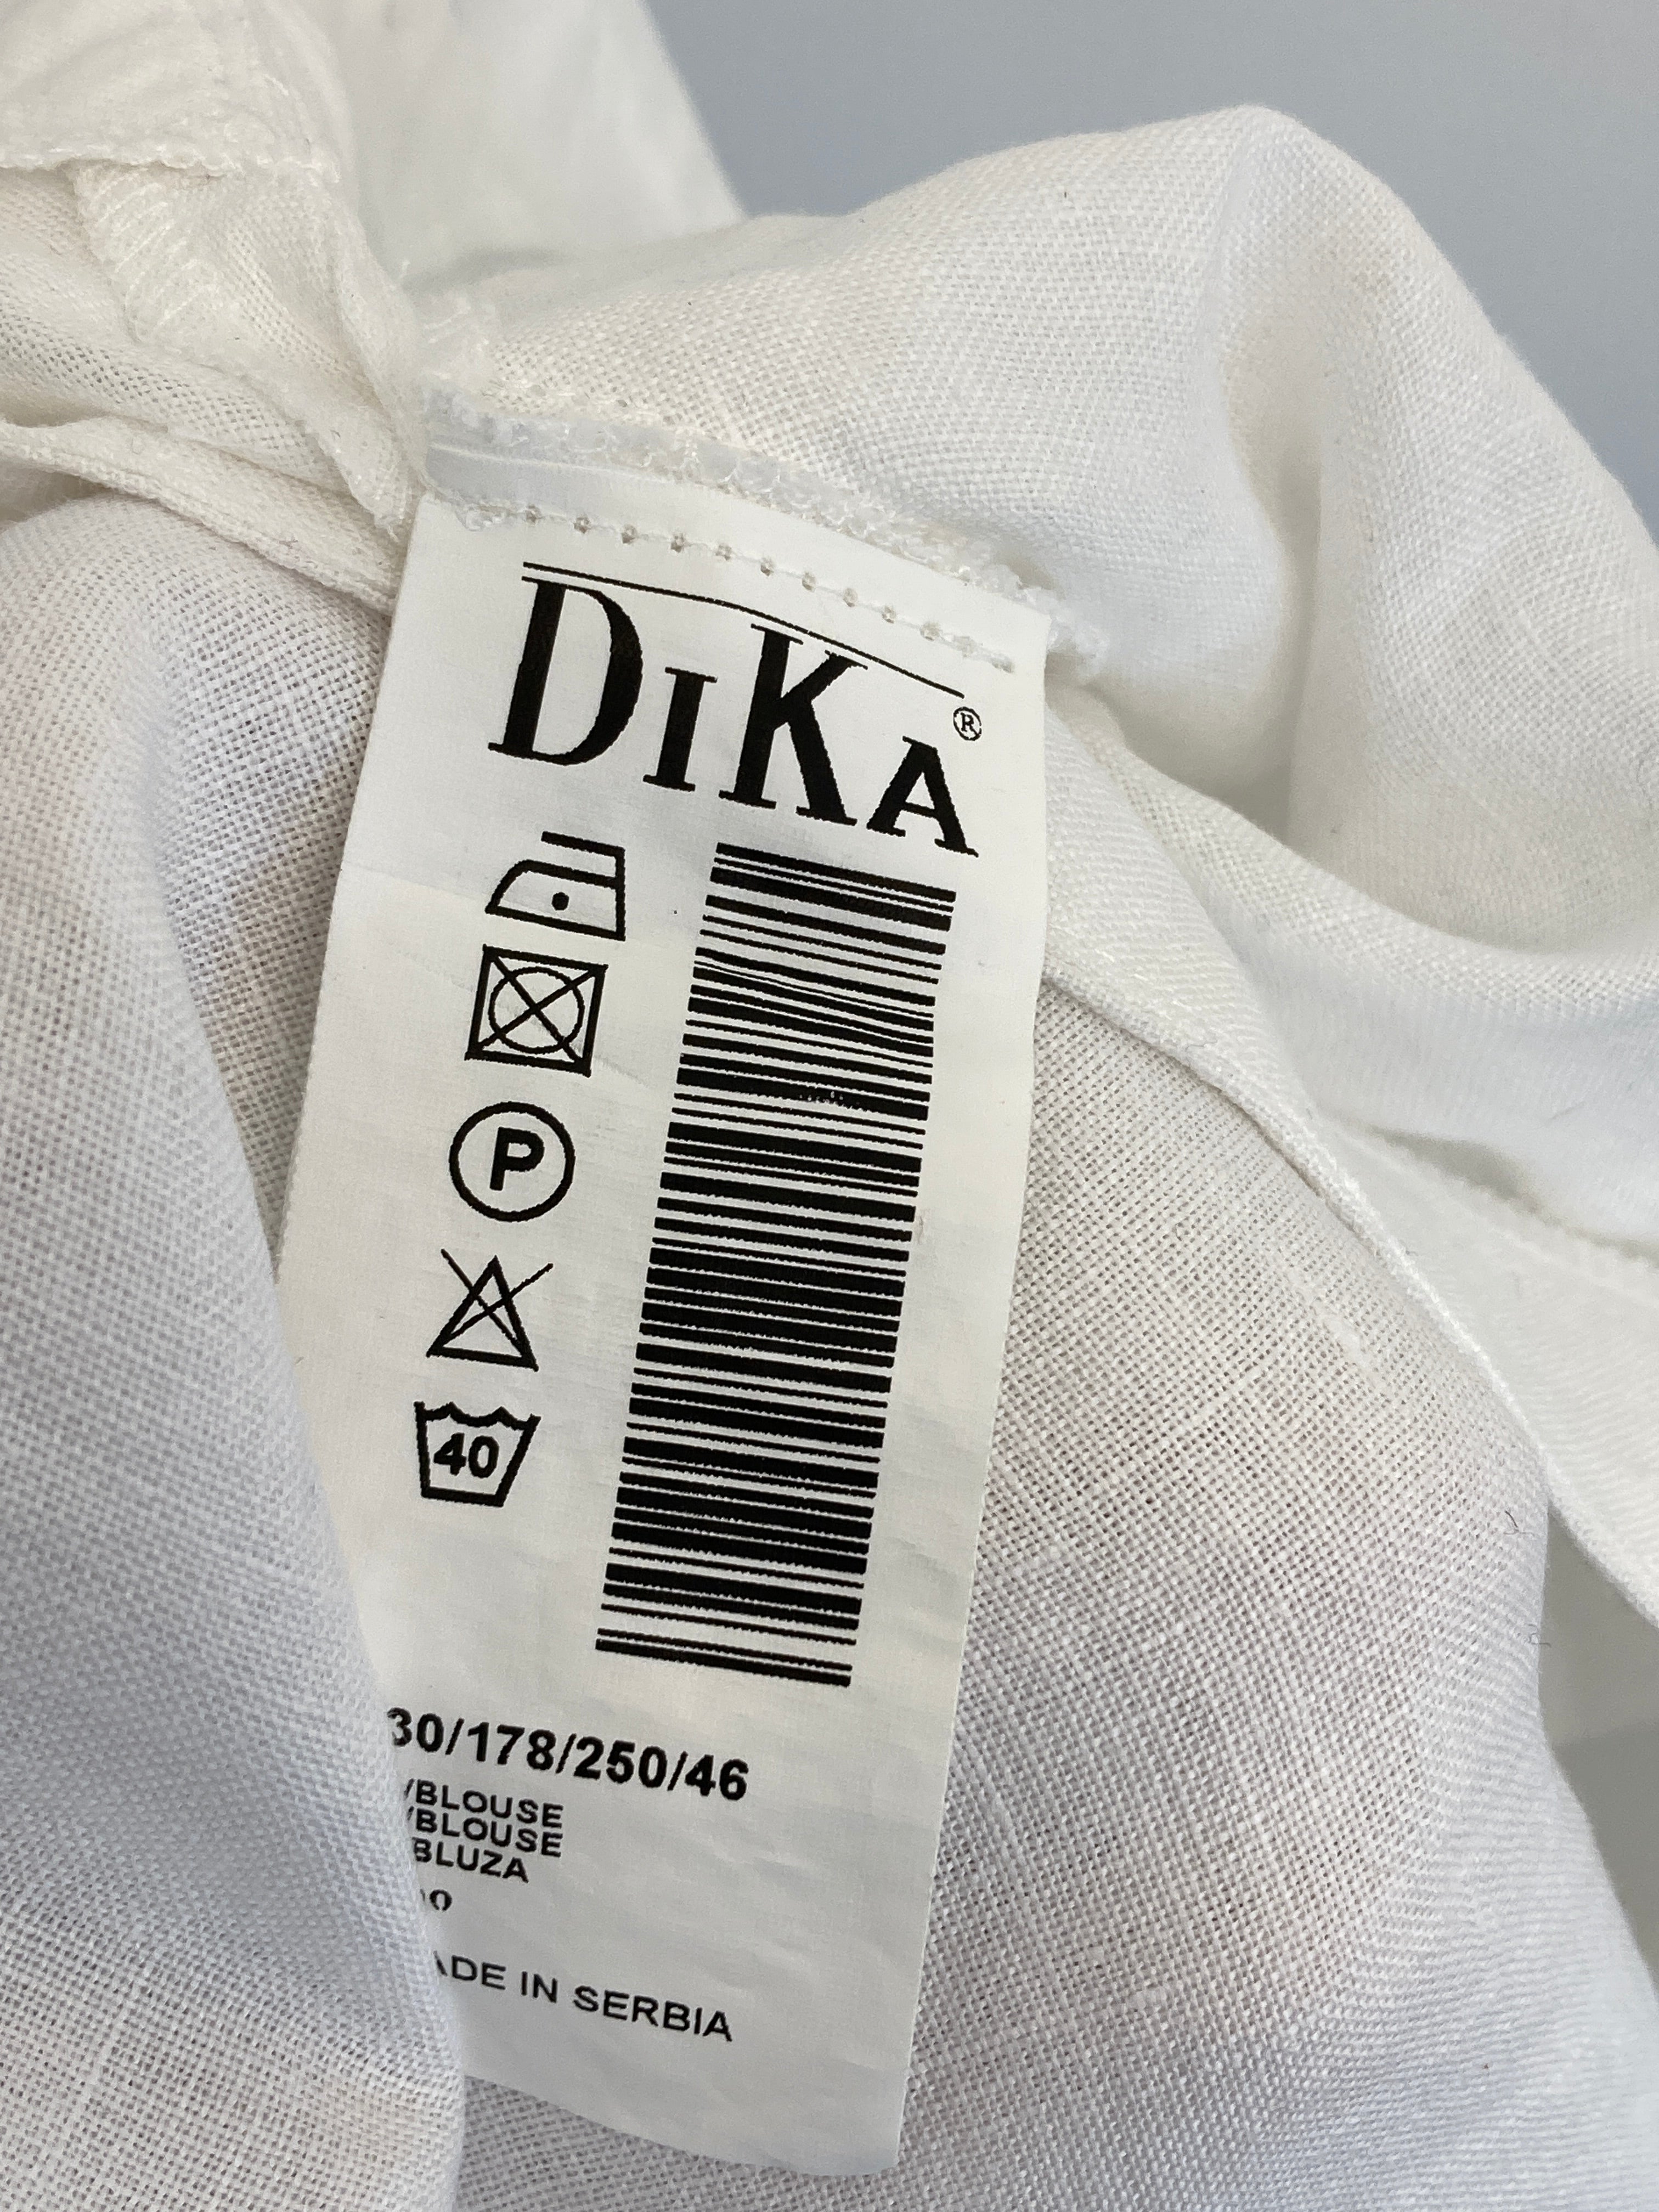 DIKA®
P
40
30/178/250/46
/BLOUSE
/BLOUSE
BLUZA
ADE IN SERBIA